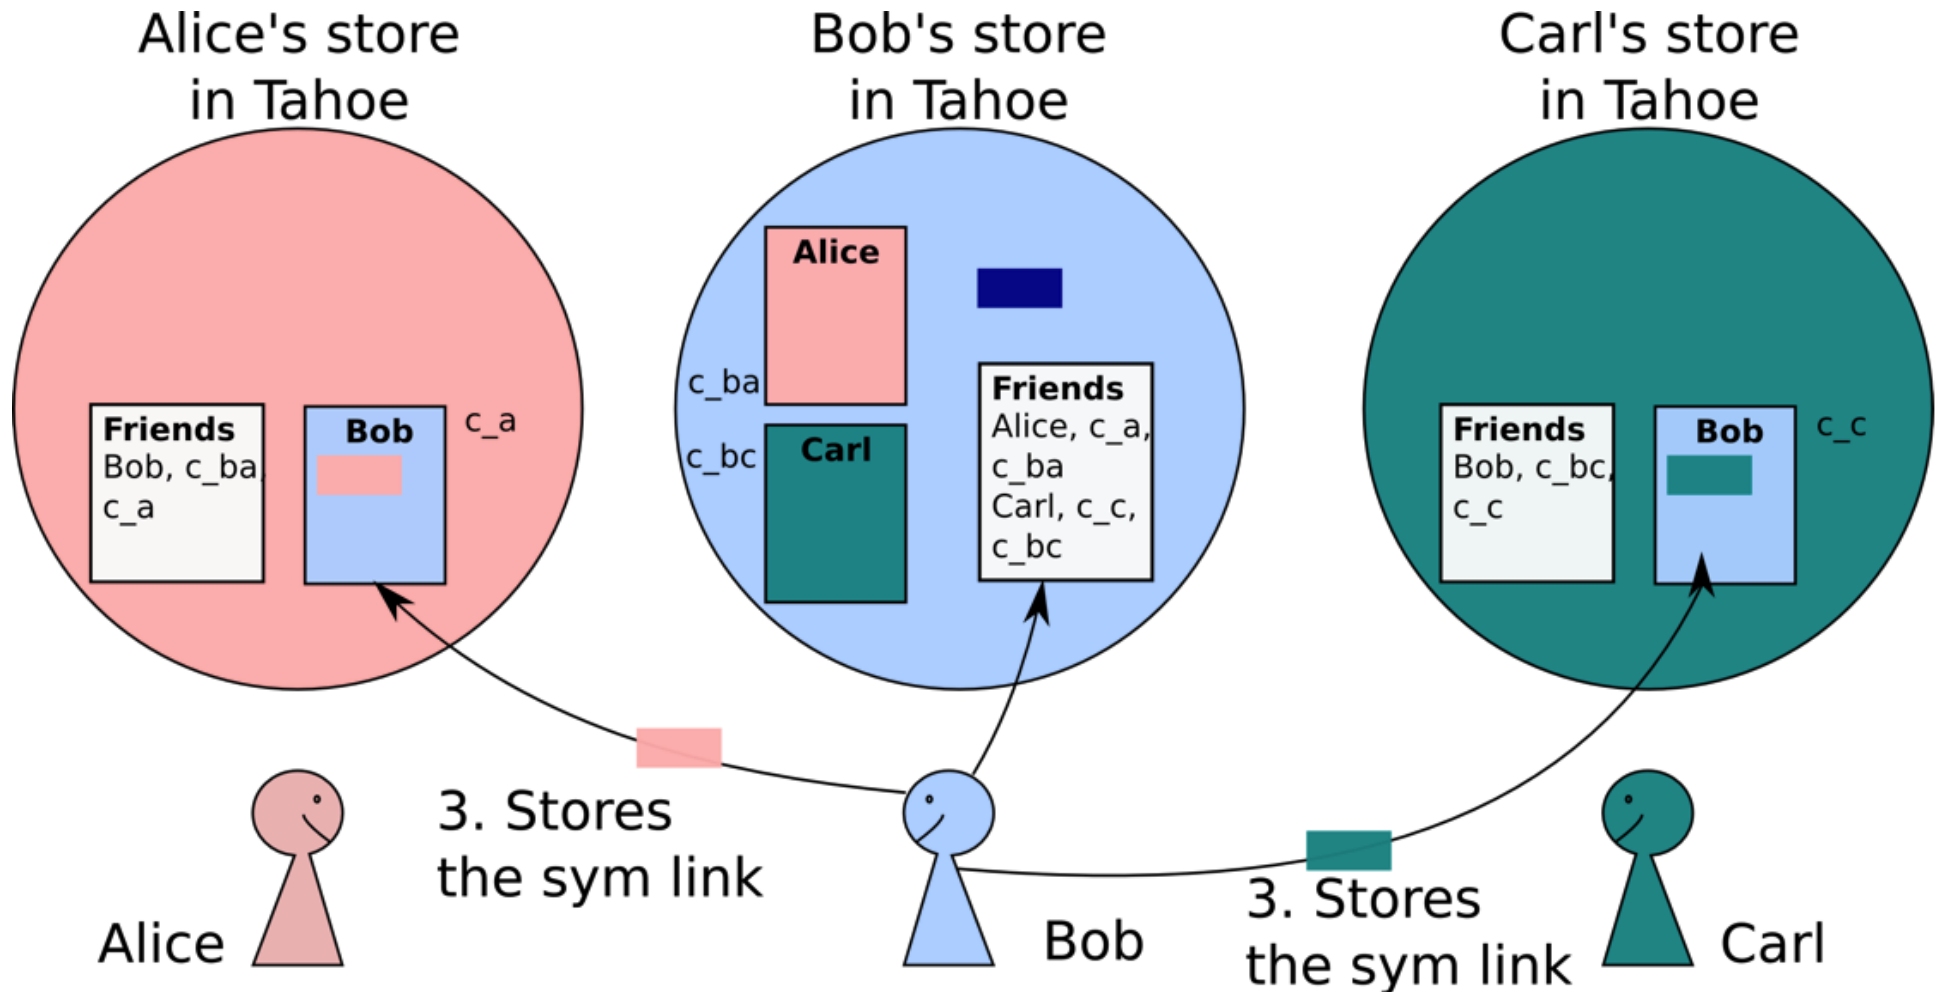 Alice's store
in Tahoe
Bob's store
in Tahoe
Carl's store
in Tahoe
Friends
Bob, c_ba,
c_a
Bob
c_a
Alice
c_ba
Carl
c_bc
Friends
Alice, c_a,
c_ba
Carl, c_c,
c_bc
Friends
Bob, c_bc,
c_c
Bob
c_c
3. Stores
the sym link
3. Stores
the sym link
Alice
Bob
Carl